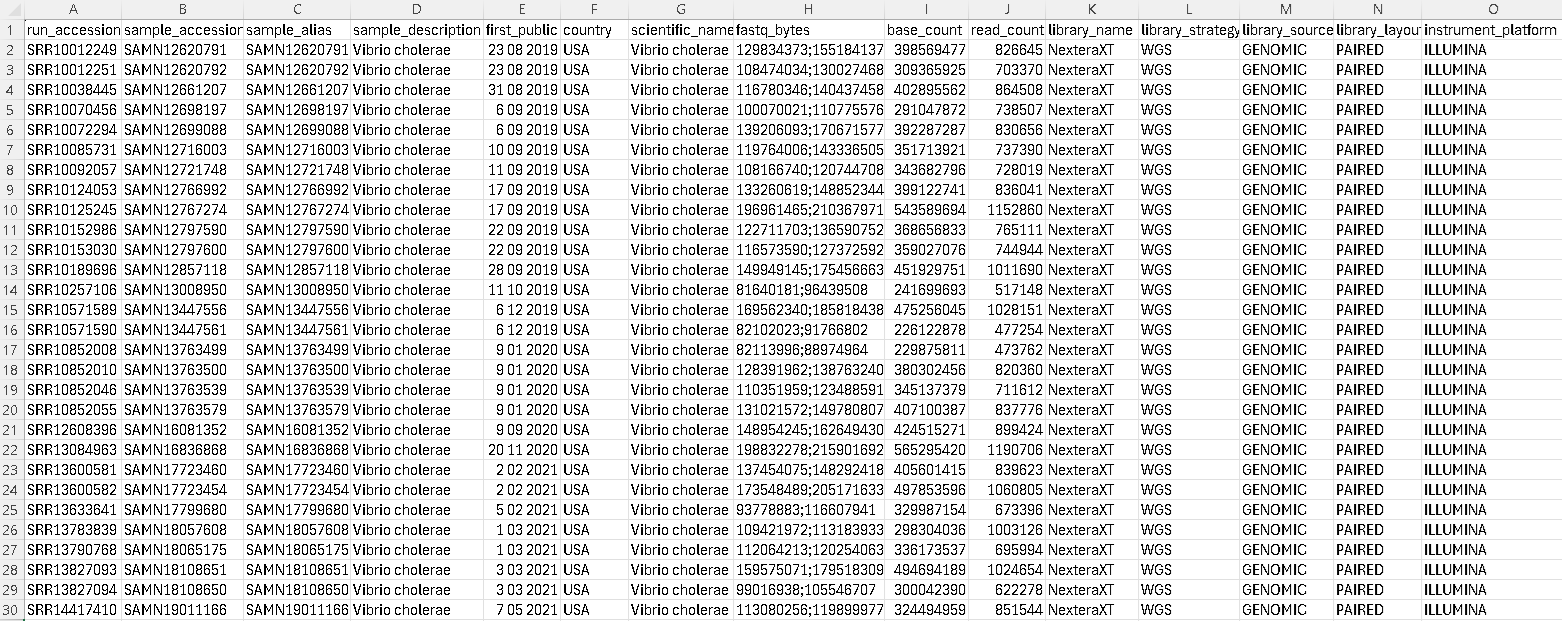 A B C D E F G H I J K L M N O
1 run_accession sample_accession sample_alias sample_description first_public country scientific_name fastq_bytes base_count read_count library_name library_strategy library_source library_layou instrument_platform
2 SRR10012249 SAMN12620791 SAMN12620791 Vibrio cholerae 23 08 2019 USA Vibrio cholerae 129834373;155184137 398569477 826645 NexteraXT WGS GENOMIC PAIRED ILLUMINA
3 SRR10012251 SAMN12620792 SAMN12620792 Vibrio cholerae 23 08 2019 USA Vibrio cholerae 108474034;130027468 309365925 703370 NexteraXT WGS GENOMIC PAIRED ILLUMINA
4 SRR10038445 SAMN12661207 SAMN12661207 Vibrio cholerae 31 08 2019 USA Vibrio cholerae 116780346;140437458 402895562 864508 NexteraXT WGS GENOMIC PAIRED ILLUMINA
5 SRR10070456 SAMN12698197 SAMN12698197 Vibrio cholerae 6 09 2019 USA Vibrio cholerae 100070021;110775576 291047872 738507 NexteraXT WGS GENOMIC PAIRED ILLUMINA
6 SRR10072294 SAMN12699088 SAMN12699088 Vibrio cholerae 6 09 2019 USA Vibrio cholerae 139206093;170671577 392287287 830656 NexteraXT WGS GENOMIC PAIRED ILLUMINA
7 SRR10085731 SAMN12716003 SAMN12716003 Vibrio cholerae 10 09 2019 USA Vibrio cholerae 119764006;143336505 351713921 737390 NexteraXT WGS GENOMIC PAIRED ILLUMINA
8 SRR10092057 SAMN12721748 SAMN12721748 Vibrio cholerae 11 09 2019 USA Vibrio cholerae 108166740;120744708 343682796 728019 NexteraXT WGS GENOMIC PAIRED ILLUMINA
9 SRR10124053 SAMN12766992 SAMN12766992 Vibrio cholerae 17 09 2019 USA Vibrio cholerae 133260619;148852344 399122741 836041 NexteraXT WGS GENOMIC PAIRED ILLUMINA
10 SRR10125245 SAMN12767274 SAMN12767274 Vibrio cholerae 17 09 2019 USA Vibrio cholerae 196961465;210367971 543589694 1152860 NexteraXT WGS GENOMIC PAIRED ILLUMINA
11 SRR10152986 SAMN12797590 SAMN12797590 Vibrio cholerae 22 09 2019 USA Vibrio cholerae 122711703;136590752 368656833 765111 NexteraXT WGS GENOMIC PAIRED ILLUMINA
12 SRR10153030 SAMN12797600 SAMN12797600 Vibrio cholerae 22 09 2019 USA Vibrio cholerae 116573590;127372592 359027076 744944 NexteraXT WGS GENOMIC PAIRED ILLUMINA
13 SRR10189696 SAMN12857118 SAMN12857118 Vibrio cholerae 28 09 2019 USA Vibrio cholerae 149949145;175456663 451929751 1011690 NexteraXT WGS GENOMIC PAIRED ILLUMINA
14 SRR10257106 SAMN13008950 SAMN13008950 Vibrio cholerae 11 10 2019 USA Vibrio cholerae 81640181;96439508 241699693 517148 NexteraXT WGS GENOMIC PAIRED ILLUMINA
15 SRR10571589 SAMN13447556 SAMN13447556 Vibrio cholerae 6 12 2019 USA Vibrio cholerae 169562340;185818438 475256045 1028151 NexteraXT WGS GENOMIC PAIRED ILLUMINA
16 SRR10571590 SAMN13447561 SAMN13447561 Vibrio cholerae 6 12 2019 USA Vibrio cholerae 82102023;91766802 226122878 477254 NexteraXT WGS GENOMIC PAIRED ILLUMINA
17 SRR10852008 SAMN13763499 SAMN13763499 Vibrio cholerae 9 01 2020 USA Vibrio cholerae 82113996;88974964 229875811 473762 NexteraXT WGS GENOMIC PAIRED ILLUMINA
18 SRR10852010 SAMN13763500 SAMN13763500 Vibrio cholerae 9 01 2020 USA Vibrio cholerae 128391962;138763240 380302456 820360 NexteraXT WGS GENOMIC PAIRED ILLUMINA
19 SRR10852046 SAMN13763539 SAMN13763539 Vibrio cholerae 9 01 2020 USA Vibrio cholerae 110351959;123488591 345137379 711612 NexteraXT WGS GENOMIC PAIRED ILLUMINA
20 SRR10852055 SAMN13763579 SAMN13763579 Vibrio cholerae 9 01 2020 USA Vibrio cholerae 131021572;149780807 407100387 837776 NexteraXT WGS GENOMIC PAIRED ILLUMINA
21 SRR12608396 SAMN16081352 SAMN16081352 Vibrio cholerae 9 09 2020 USA Vibrio cholerae 148954245;162649430 424515271 899424 NexteraXT WGS GENOMIC PAIRED ILLUMINA
22 SRR13084963 SAMN16836868 SAMN16836868 Vibrio cholerae 20 11 2020 USA Vibrio cholerae 198832278;215901692 565295420 1190706 NexteraXT WGS GENOMIC PAIRED ILLUMINA
23 SRR13600581 SAMN17723460 SAMN17723460 Vibrio cholerae 2 02 2021 USA Vibrio cholerae 137454075;148292418 405601415 839623 NexteraXT WGS GENOMIC PAIRED ILLUMINA
24 SRR13600582 SAMN17723454 SAMN17723454 Vibrio cholerae 2 02 2021 USA Vibrio cholerae 173548489;205171633 497853596 1060805 NexteraXT WGS GENOMIC PAIRED ILLUMINA
25 SRR13633641 SAMN17799680 SAMN17799680 Vibrio cholerae 5 02 2021 USA Vibrio cholerae 93778883;116607941 329987154 673396 NexteraXT WGS GENOMIC PAIRED ILLUMINA
26 SRR13783839 SAMN18057608 SAMN18057608 Vibrio cholerae 1 03 2021 USA Vibrio cholerae 109421972;113183933 298304036 1003126 NexteraXT WGS GENOMIC PAIRED ILLUMINA
27 SRR13790768 SAMN18065175 SAMN18065175 Vibrio cholerae 1 03 2021 USA Vibrio cholerae 112064213;120254063 336173537 695994 NexteraXT WGS GENOMIC PAIRED ILLUMINA
28 SRR13827093 SAMN18108651 SAMN18108651 Vibrio cholerae 3 03 2021 USA Vibrio cholerae 159575071;179518309 494694189 1024654 NexteraXT WGS GENOMIC PAIRED ILLUMINA
29 SRR13827094 SAMN18108650 SAMN18108650 Vibrio cholerae 3 03 2021 USA Vibrio cholerae 99016938;105546707 300042390 622278 NexteraXT WGS GENOMIC PAIRED ILLUMINA
30 SRR14417410 SAMN19011166 SAMN19011166 Vibrio cholerae 7 05 2021 USA Vibrio cholerae 113080256;119899977 324494959 851544 NexteraXT WGS GENOMIC PAIRED ILLUMINA